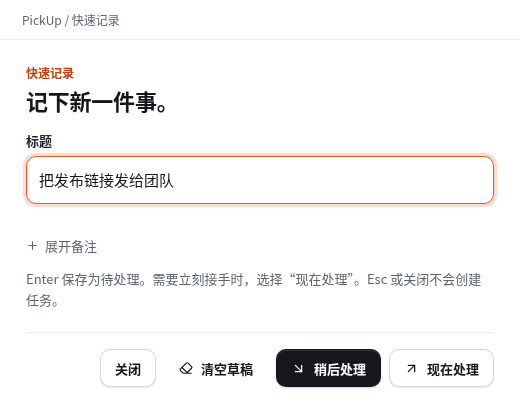 PickUp / 快速记录
快速记录
记下新一件事。
标题
把发布链接发给团队
展开备注
Enter 保存为待处理。需要立刻接手时，选择“现在处理”。Esc 或关闭不会创建
任务。
关闭 清空草稿 稍后处理 现在处理